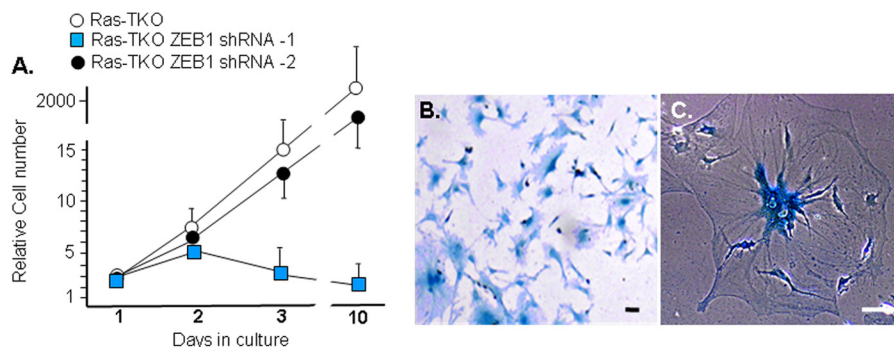 Ras-TKO
Ras-TKO ZEB1 shRNA -1
Ras-TKO ZEB1 shRNA -2
A.
Relative Cell number
2000
15
10
5
1
1 2 3 10
Days in culture
B.
C.